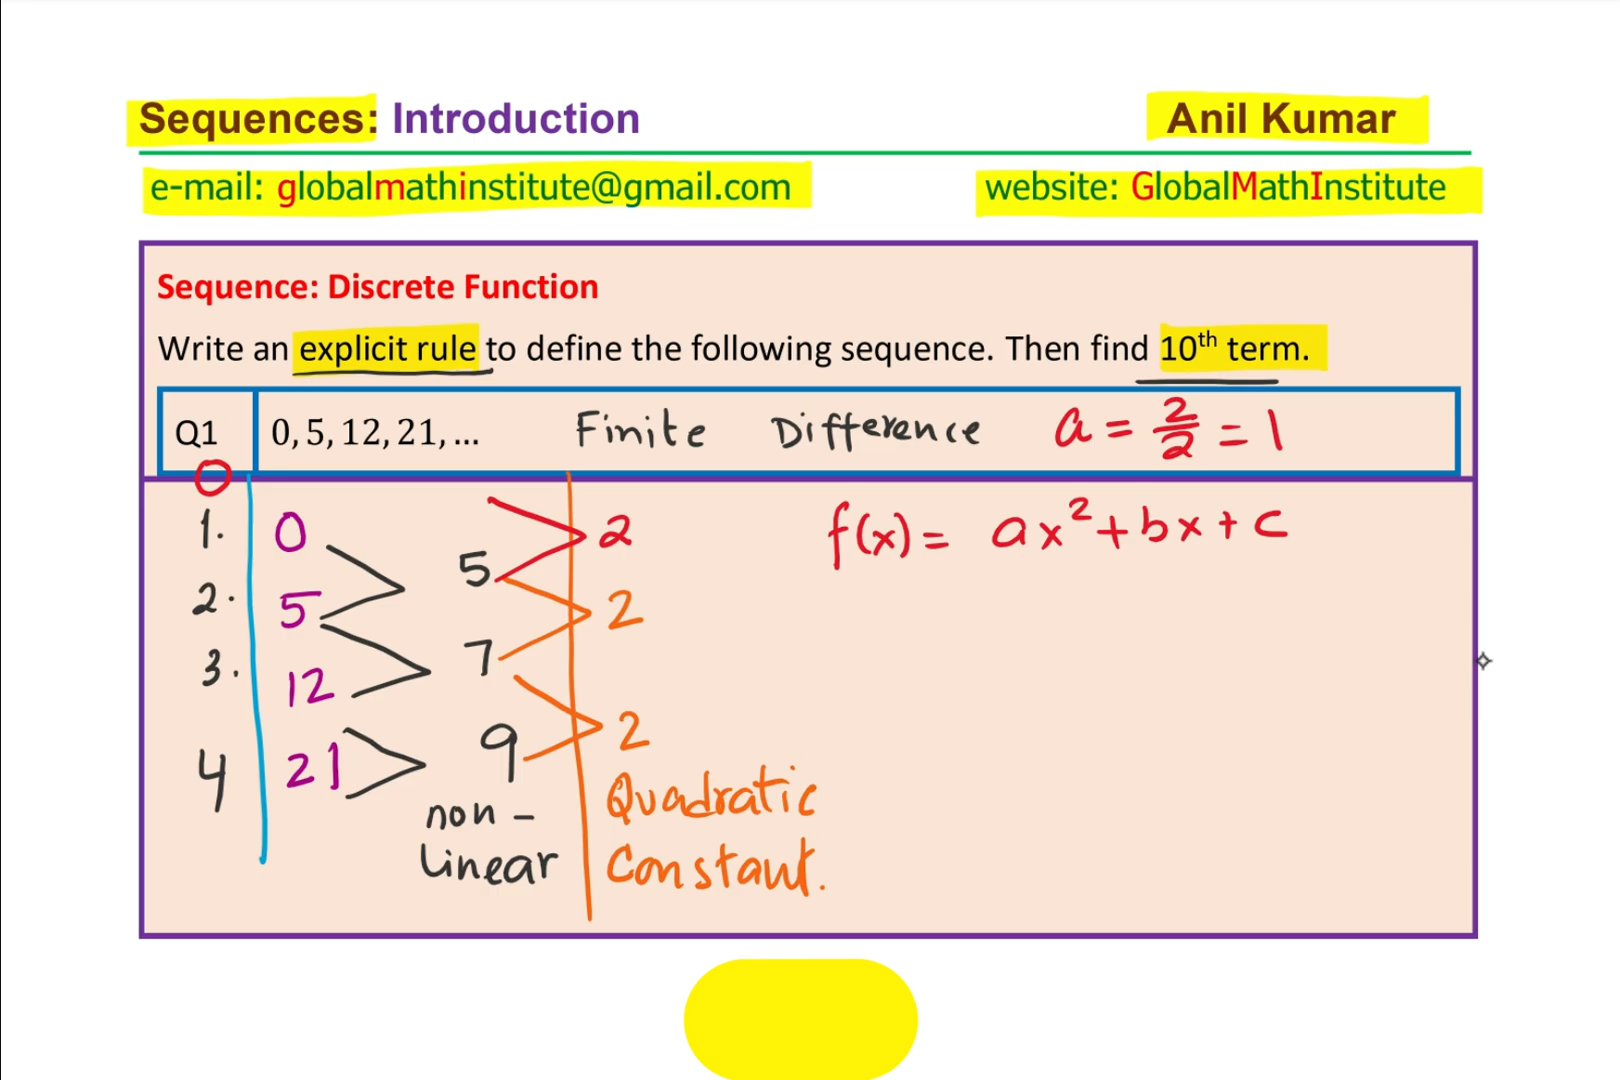 Sequences: Introduction Anil Kumar
e-mail: globalmathinstitute@gmail.com website: GlobalMathInstitute
Sequence: Discrete Function
Write an explicit rule to define the following sequence. Then find 10th term.
Q1 0, 5, 12, 21, ... Finite Difference a = 2/2 = 1
0
1. 0 2 f(x) = ax² + bx + c
5
2. 5 2
3. 12 7
4 21 9 2
non - Quadratic
Linear Constant.